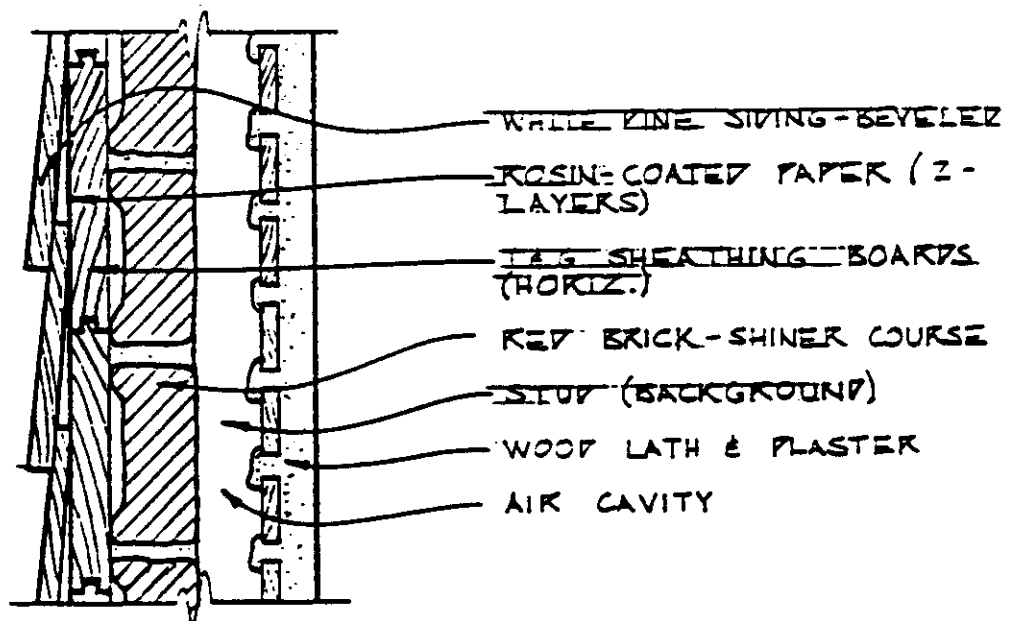 WHITE PINE SIDING-BEVELED
ROSIN-COATED PAPER (2-
LAYERS)
T&G SHEATHING BOARDS
(HORIZ.)
RED BRICK-SHINER COURSE
STUD (BACKGROUND)
WOOD LATH & PLASTER
AIR CAVITY